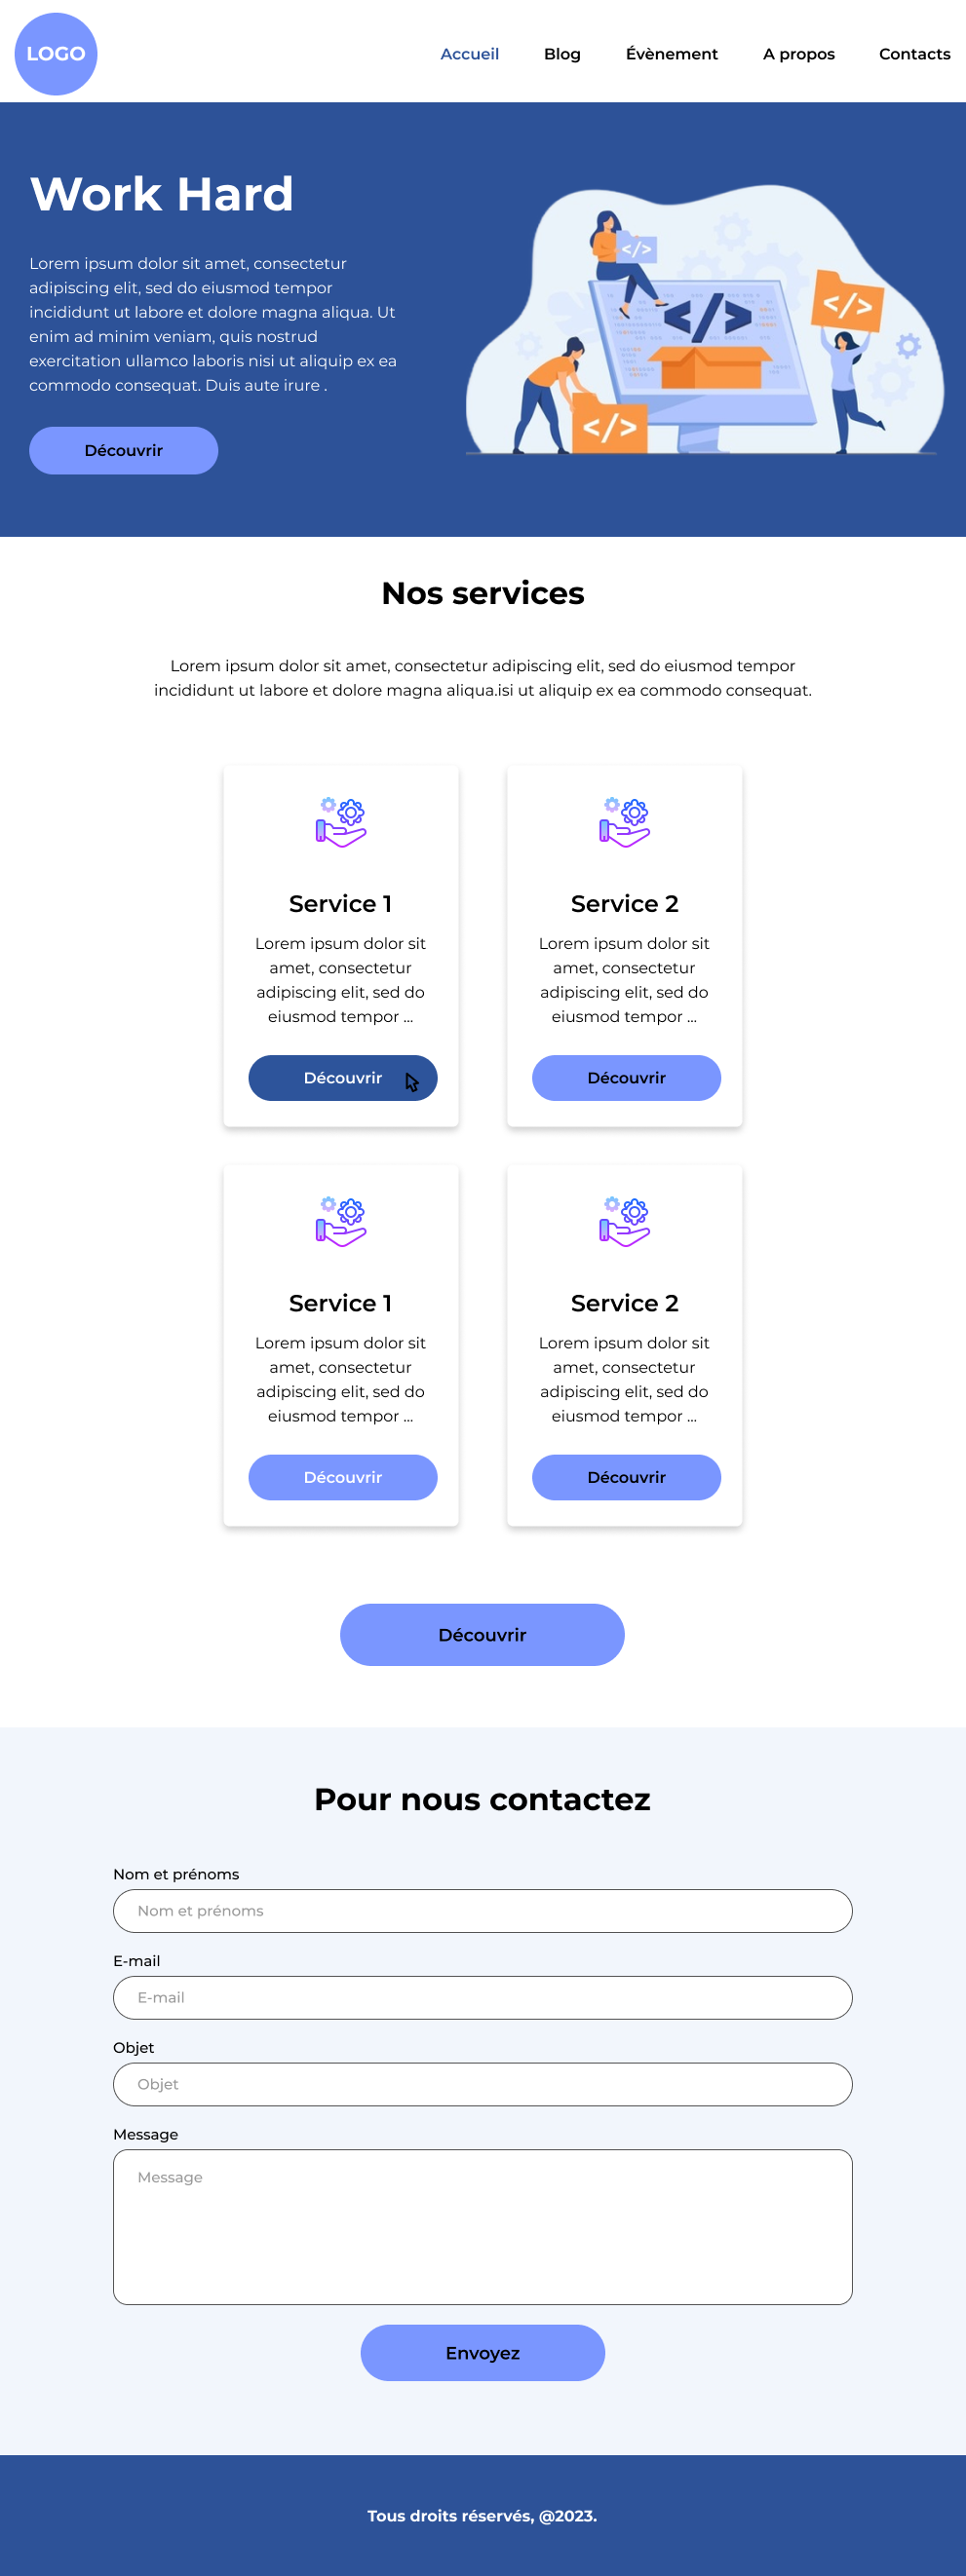 LOGO
Accueil Blog Évènement A propos Contacts
Work Hard
Lorem ipsum dolor sit amet, consectetur
adipiscing elit, sed do eiusmod tempor
incididunt ut labore et dolore magna aliqua. Ut
enim ad minim veniam, quis nostrud
exercitation ullamco laboris nisi ut aliquip ex ea
commodo consequat. Duis aute irure .
Découvrir
</>
</>
</>
</>
Nos services
Lorem ipsum dolor sit amet, consectetur adipiscing elit, sed do eiusmod tempor
incididunt ut labore et dolore magna aliqua.isi ut aliquip ex ea commodo consequat.
Service 1
Lorem ipsum dolor sit
amet, consectetur
adipiscing elit, sed do
eiusmod tempor ...
Découvrir
Service 2
Lorem ipsum dolor sit
amet, consectetur
adipiscing elit, sed do
eiusmod tempor ...
Découvrir
Service 1
Lorem ipsum dolor sit
amet, consectetur
adipiscing elit, sed do
eiusmod tempor ...
Découvrir
Service 2
Lorem ipsum dolor sit
amet, consectetur
adipiscing elit, sed do
eiusmod tempor ...
Découvrir
Découvrir
Pour nous contactez
Nom et prénoms
Nom et prénoms
E-mail
E-mail
Objet
Objet
Message
Message
Envoyez
Tous droits réservés, @2023.